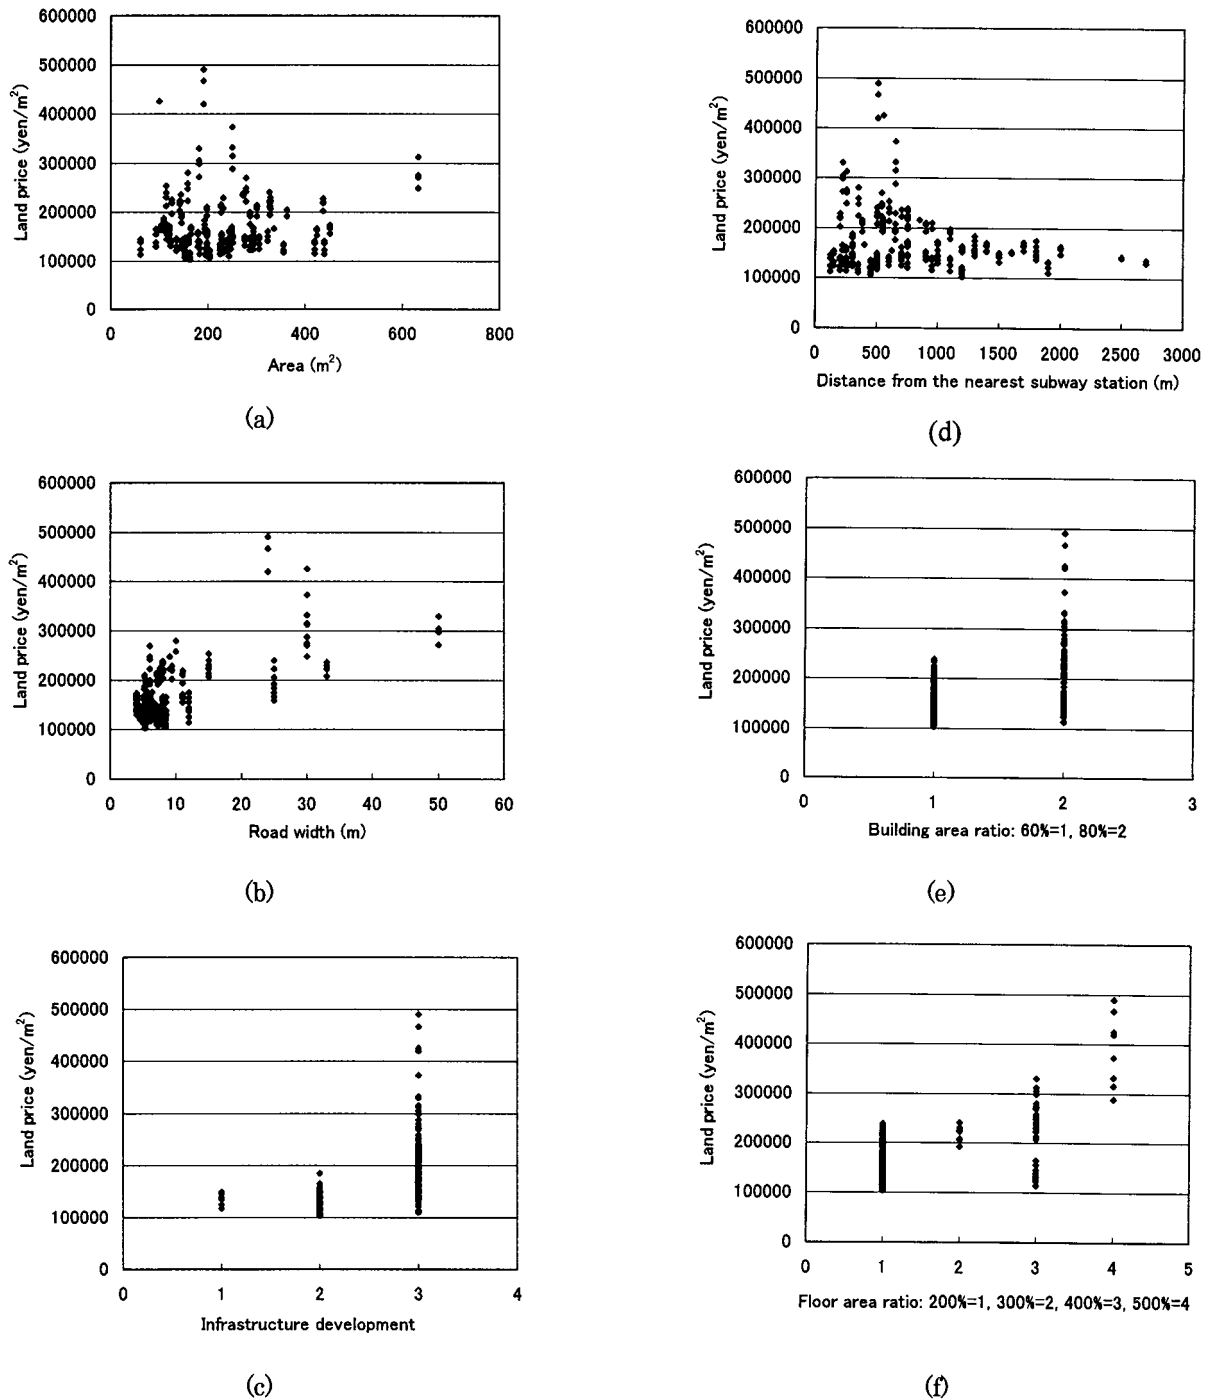 600000
500000
400000
300000
200000
100000
0
Land price (yen/m²)
0 200 400 600 800
Area (m²)
(a)
600000
500000
400000
300000
200000
100000
0
Land price (yen/m²)
0 500 1000 1500 2000 2500 3000
Distance from the nearest subway station (m)
(d)
600000
500000
400000
300000
200000
100000
0
Land price (yen/m²)
0 10 20 30 40 50 60
Road width (m)
(b)
600000
500000
400000
300000
200000
100000
0
Land price (yen/m²)
0 1 2 3
Building area ratio: 60%=1, 80%=2
(e)
600000
500000
400000
300000
200000
100000
0
Land price (yen/m²)
0 1 2 3 4
Infrastructure development
(c)
600000
500000
400000
300000
200000
100000
0
Land price (yen/m²)
0 1 2 3 4 5
Floor area ratio: 200%=1, 300%=2, 400%=3, 500%=4
(f)